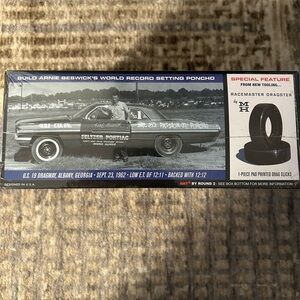 BUILD ARNIE BESWICK'S WORLD RECORD SETTING PONCHO
SPECIAL FEATURE
FROM NEW TOOLING...
RACEMASTER DRAGSTER
by M&H
SELTZER PONTIAC
U.S. 19 DRAGWAY, ALBANY, GEORGIA • SEPT. 23, 1962 • LOW E.T. OF 12:11 • BACKED WITH 12:12
1-PIECE PAD PRINTED DRAG SLICKS
DESIGNED IN U.S.A.
BY ROUND 2 - SEE BOX BOTTOM FOR MORE INFORMATION